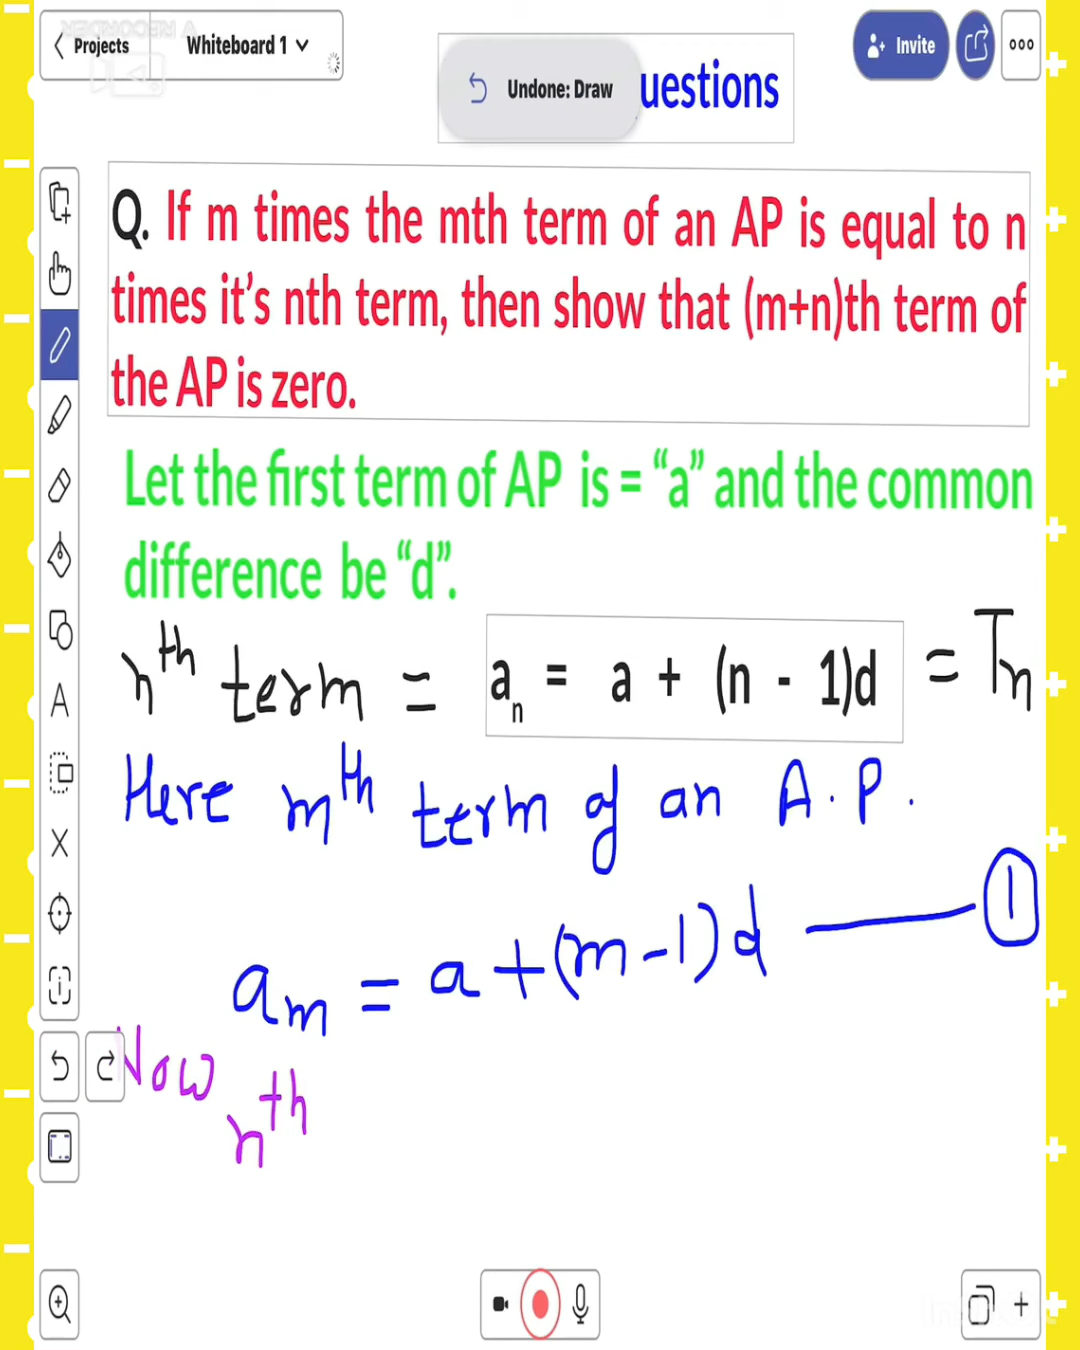 Projects Whiteboard 1 Invite
Undone: Draw uestions
Q. If m times the mth term of an AP is equal to n
times it's nth term, then show that (m+n)th term of
the AP is zero.
Let the first term of AP is = “a” and the common
difference be “d”.
nth term = an = a + (n - 1)d = Tn
Here mth term of an A.P.
am = a+(m-1)d — 1
Now nth